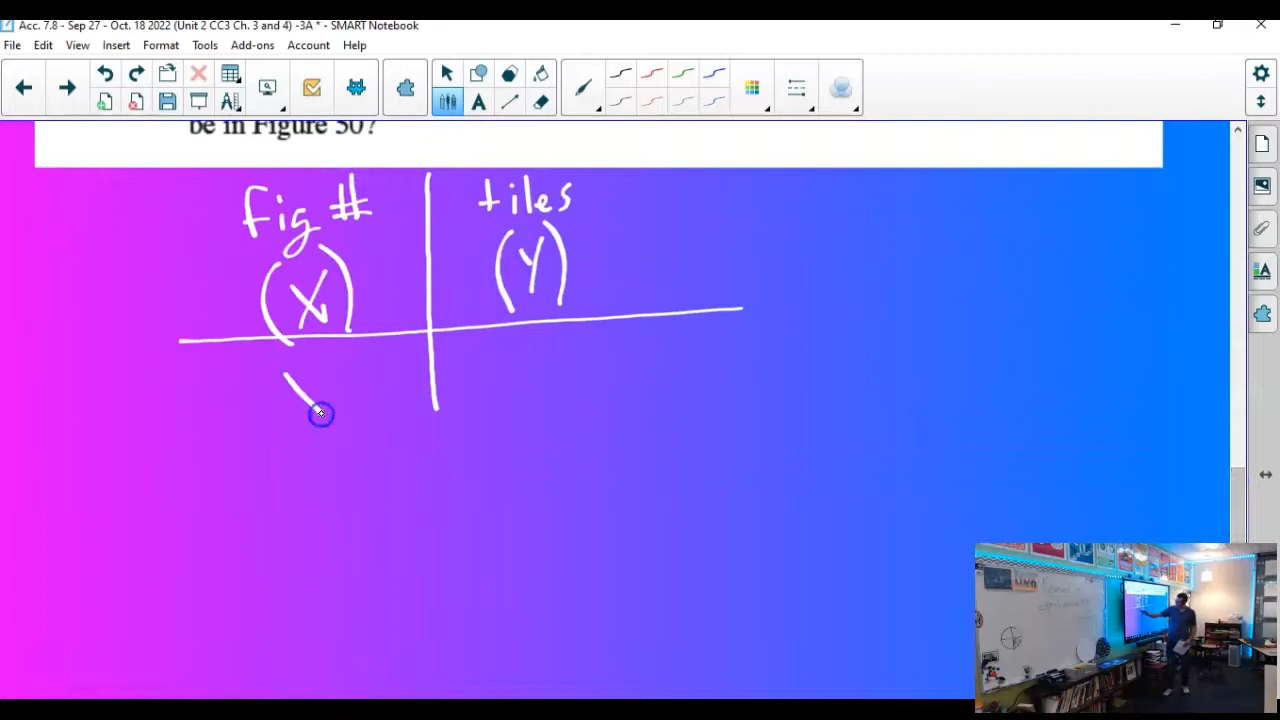 Acc. 7.8 - Sep 27 - Oct. 18 2022 (Unit 2 CC3 Ch. 3 and 4) -3A * - SMART Notebook
File Edit View Insert Format Tools Add-ons Account Help
be in Figure 50?
fig # tiles
(X) (Y)